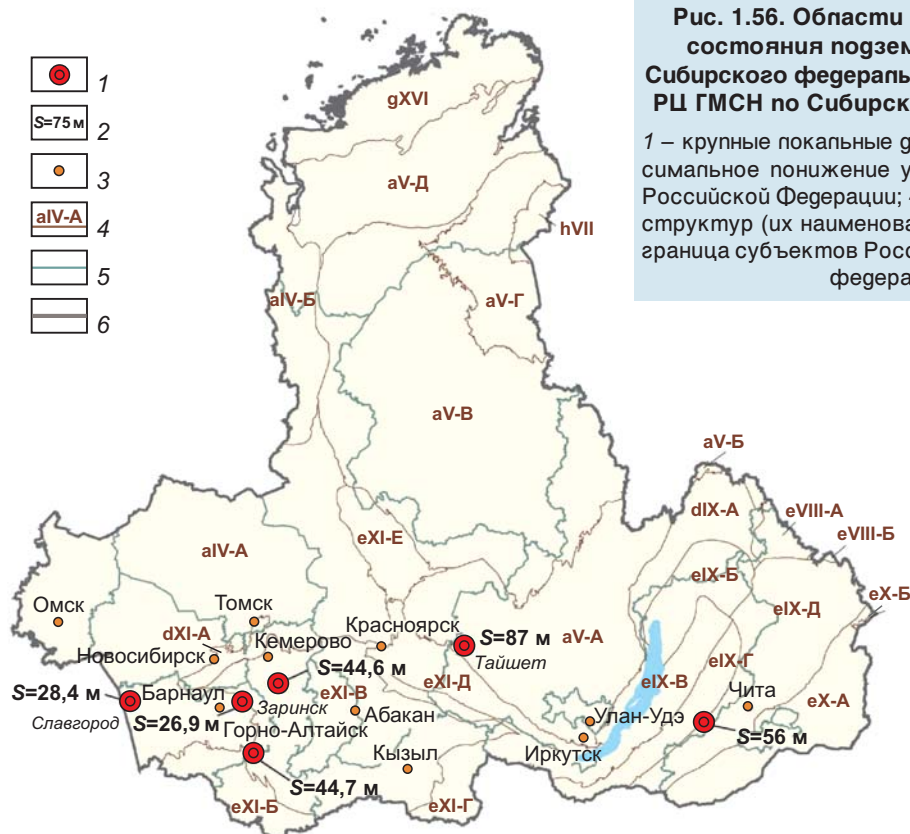 Рис. 1.56. Области
состояния подзем
Сибирского федераль
РЦ ГМСН по Сибирск
1 – крупные локальные д
симальное понижение у
Российской Федерации;
структур (их наименова
граница субъектов Росс
федера
1
S=75 м 2
3
aIV-А 4
5
6
gXVI
aV-Д
hVII
aIV-Б
aV-Г
aV-В
aV-Б
dIX-А
eVIII-А
eVIII-Б
aIV-А
eXI-Е
eIX-Б
eX-Б
Омск
Томск
eIX-Д
dXI-А
Кемерово
Красноярск
S=87 м
aV-А
Новосибирск
Тайшет
eIX-Г
S=44,6 м
eXI-Д
S=28,4 м
Барнаул
eXI-В
eIX-В
Чита
eX-А
Славгород
S=26,9 м
Заринск
Абакан
Улан-Удэ
Горно-Алтайск
Иркутск
S=56 м
Кызыл
S=44,7 м
eXI-Б
eXI-Г